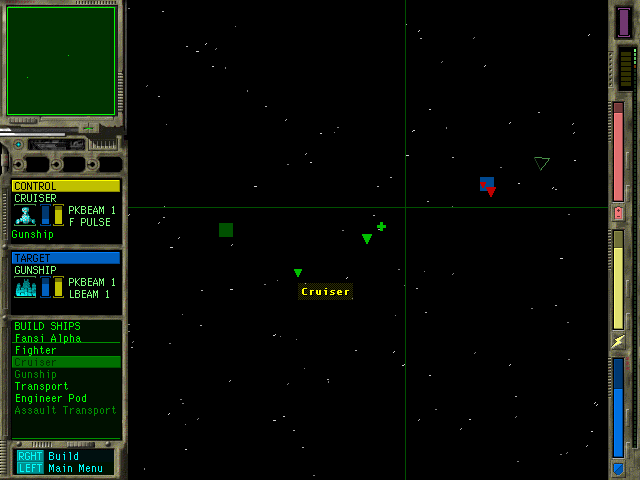 CONTROL
CRUISER
PKBEAM 1
F PULSE
Gunship
TARGET
GUNSHIP
PKBEAM 1
LBEAM 1
Cruiser
BUILD SHIPS
Fansi Alpha
Fighter
Cruiser
Gunship
Transport
Engineer Pod
Assault Transport
RGHT Build
LEFT Main Menu